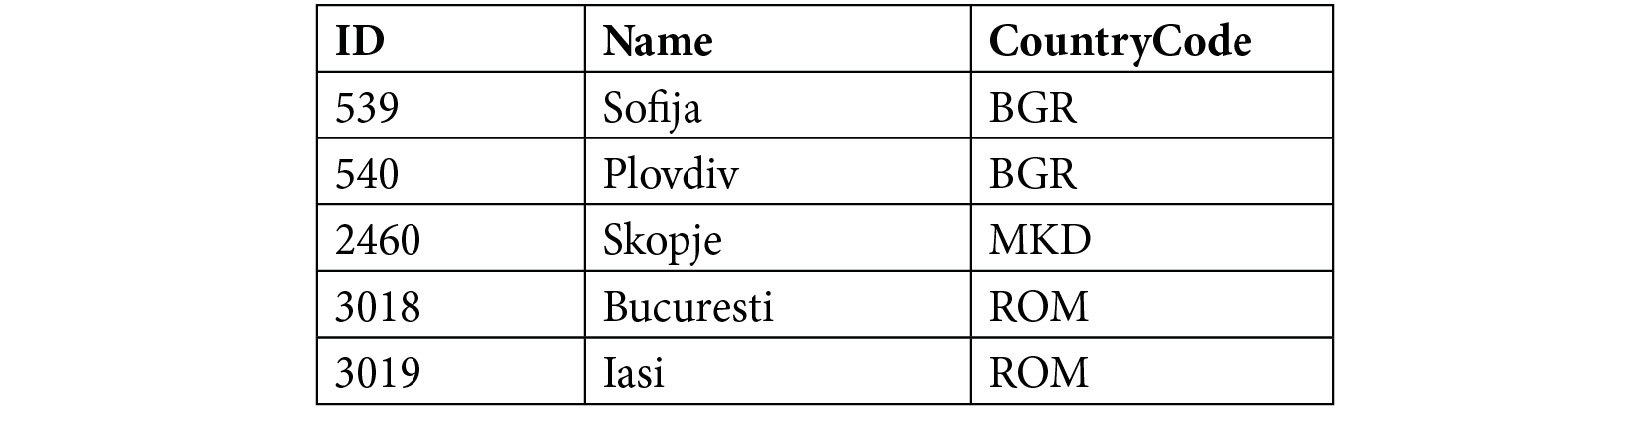 ID Name CountryCode
539 Sofija BGR
540 Plovdiv BGR
2460 Skopje MKD
3018 Bucuresti ROM
3019 Iasi ROM